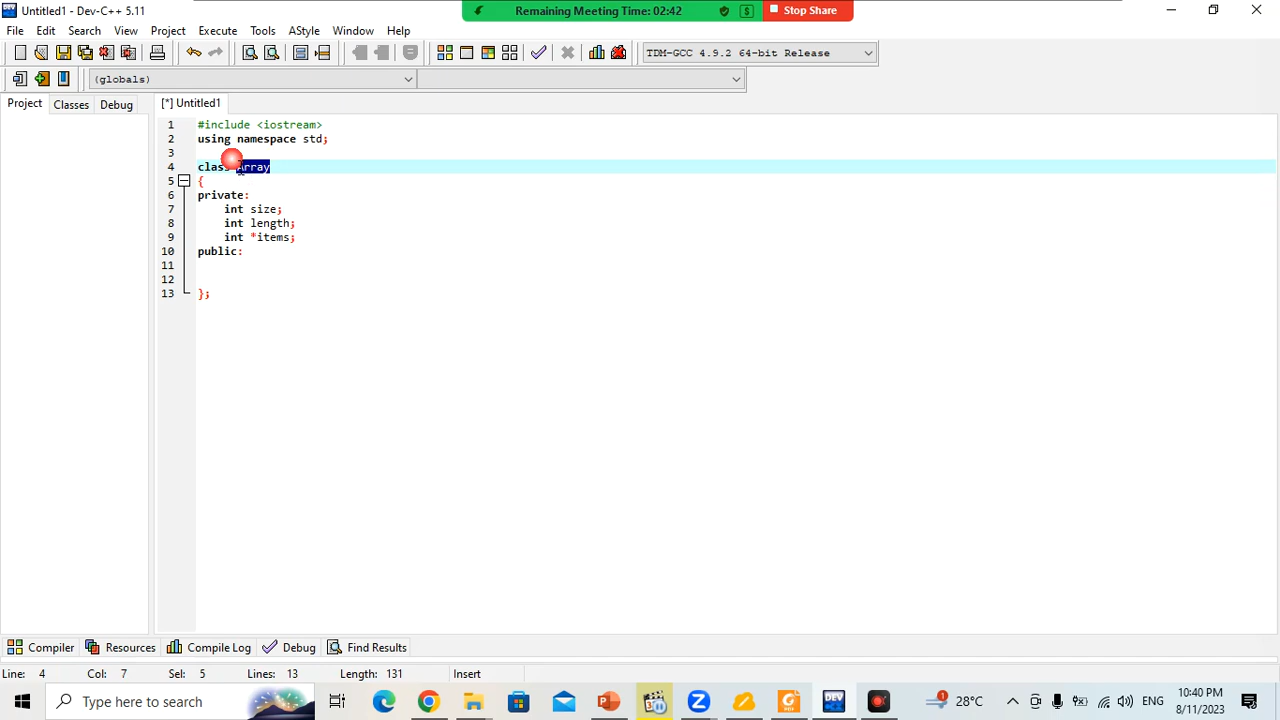 Untitled1 - Dev-C++ 5.11
Remaining Meeting Time: 02:42
Stop Share
File Edit Search View Project Execute Tools AStyle Window Help
TDM-GCC 4.9.2 64-bit Release
(globals)
Project Classes Debug
[*] Untitled1
1 #include <iostream>
2 using namespace std;
3
4 class Array
5 {
6 private:
7 int size;
8 int length;
9 int *items;
10 public:
11
12
13 };
Compiler Resources Compile Log Debug Find Results
Line: 4 Col: 7 Sel: 5 Lines: 13 Length: 131 Insert
Type here to search
DEV
1
28°C
ENG
10:40 PM
8/11/2023